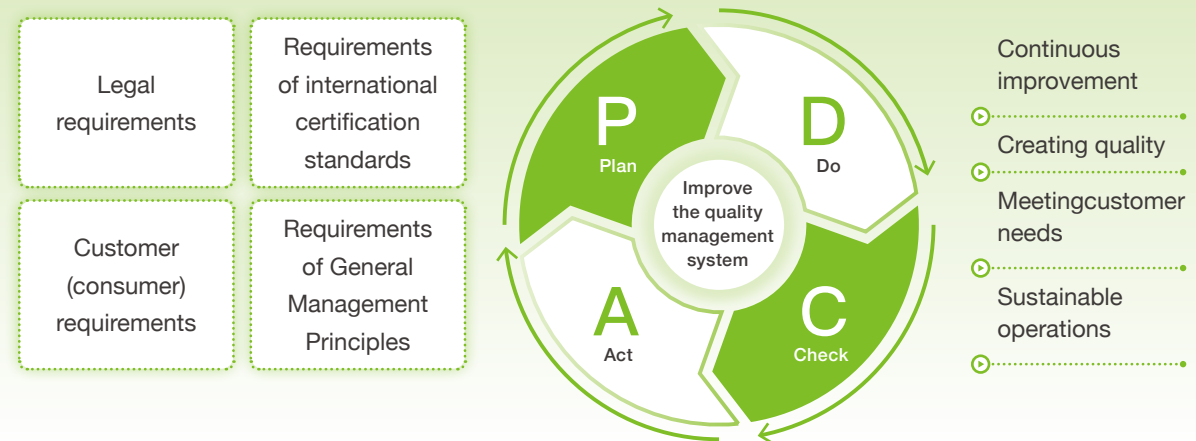 Legal
requirements
Requirements
of international
certification
standards
Customer
(consumer)
requirements
Requirements
of General
Management
Principles
P
Plan
D
Do
Improve
the quality
management
system
A
Act
C
Check
Continuous
improvement
Creating quality
Meetingcustomer
needs
Sustainable
operations